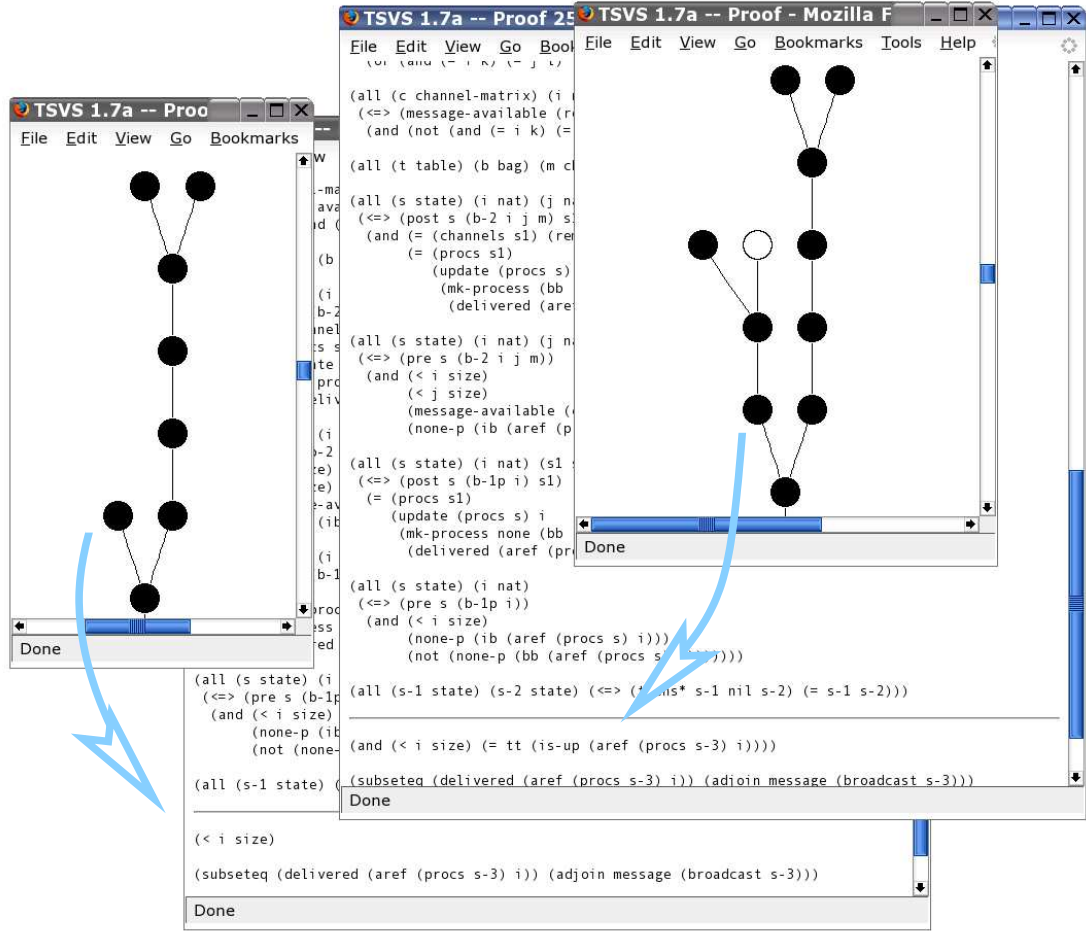 TSVS 1.7a -- Proo
File Edit View Go Bookmarks
Done
TSVS 1.7a -- Proof 25
File Edit View Go
(all (c channel-matrix) (i
(<=> (message-available
(and (not (and (= i k) (=
(all (t table) (b bag) (m
(all (s state) (i nat) (j
(<=> (post s (b-2 i j m)
(and (= (channels s1)
(= (procs s1)
(update (procs s)
(mk-process (bb
(delivered
(all (s state) (i nat) (j
(<=> (pre s (b-2 i j m))
(and (< i size)
(< j size)
(message-available
(none-p (ib (aref
(all (s state) (i nat) (s1
(<=> (post s (b-1p i) s1)
(= (procs s1)
(update (procs s) i
(mk-process none (bb
(delivered (aref
(all (s state) (i nat)
(<=> (pre s (b-1p i))
(and (< i size)
(none-p (ib (aref (procs s) i)))
(not (none-p (bb (aref (procs
(all (s-1 state) (s-2 state) (<=> s-1 nil s-2) (= s-1 s-2)))
(and (< i size) (= tt (is-up (aref (procs s-3) i))))
(subseteq (delivered (aref (procs s-3) i)) (adjoin message (broadcast s-3)))
Done
TSVS 1.7a -- Proof - Mozilla F
File Edit View Go Bookmarks Tools Help
Done
(all (s state) (i
(<=> (pre s (b-1p
(and (< i size)
(none-p (ib
(not (none-
(all (s-1 state) (
(< i size)
(subseteq (delivered (aref (procs s-3) i)) (adjoin message (broadcast s-3)))
Done